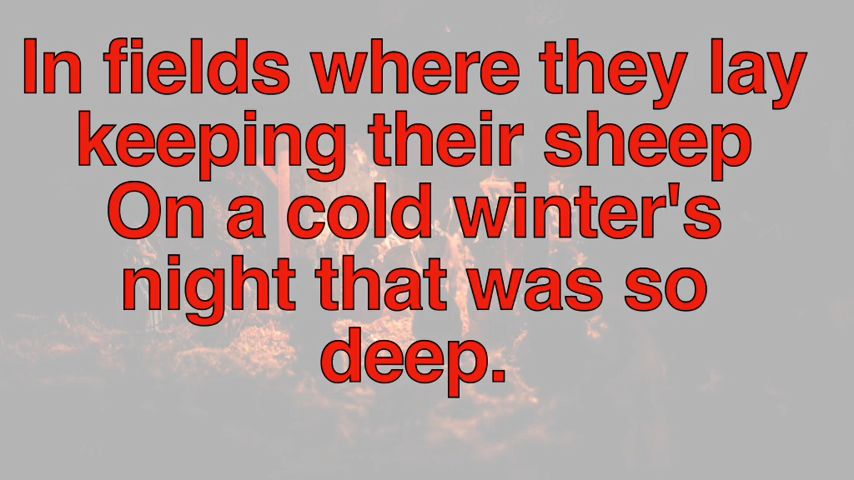 In fields where they lay
keeping their sheep
On a cold winter's
night that was so
deep.